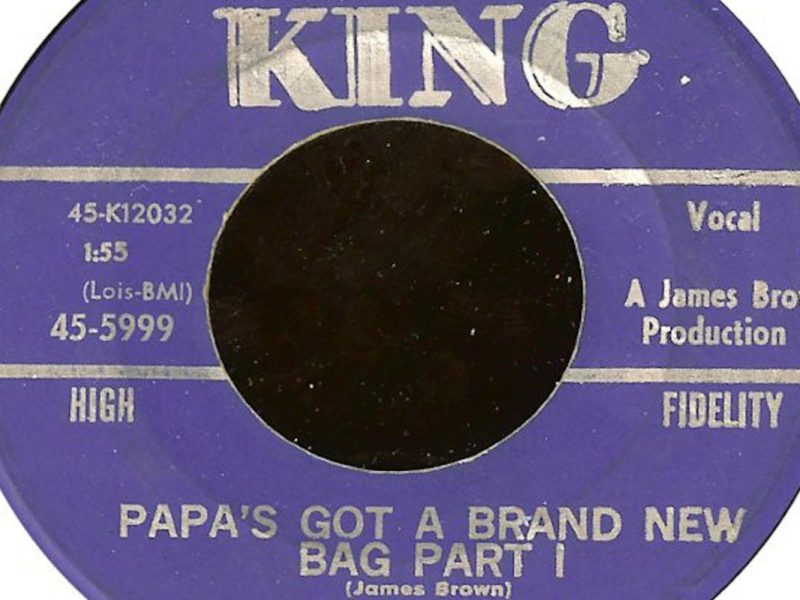 KING
45-K12032
1:55
(Lois-BMI)
45-5999
Vocal
A James Bro
Production
HIGH
FIDELITY
PAPA'S GOT A BRAND NEW
BAG PART I
(James Brown)